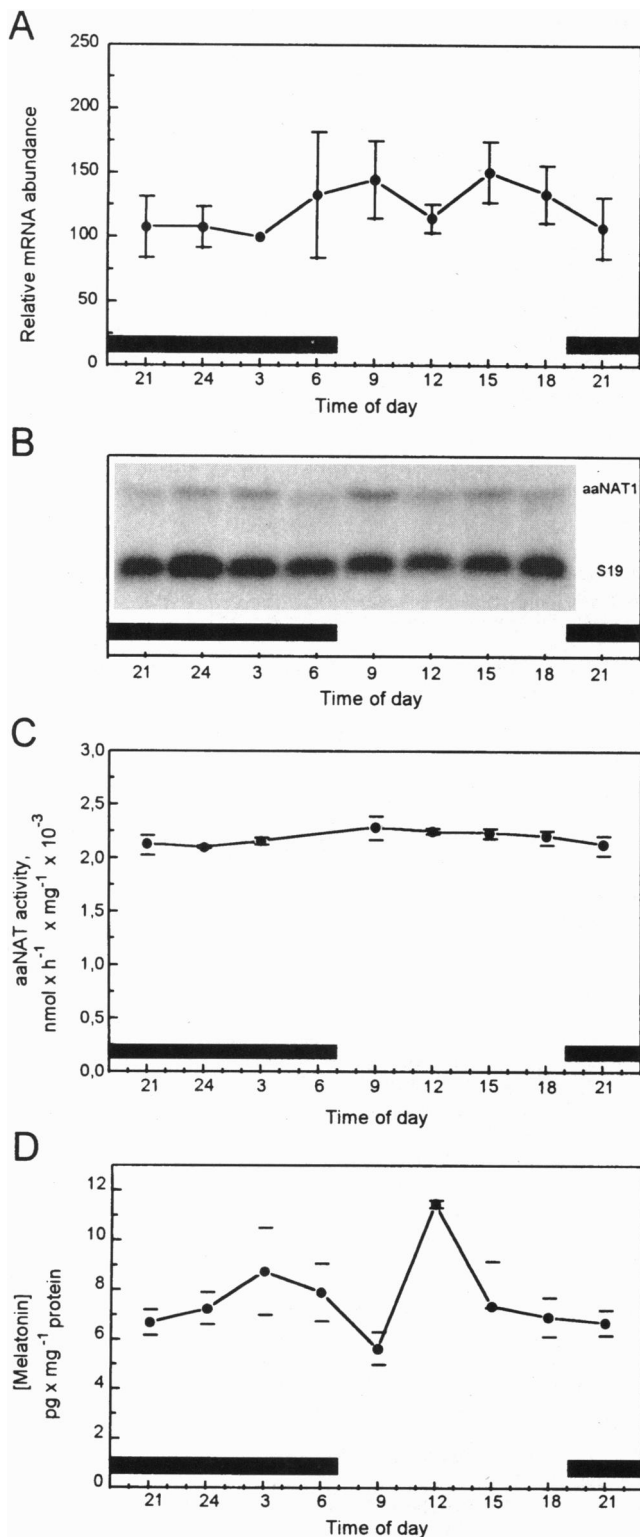 A
Relative mRNA abundance
250
200
150
100
50
0
21 24 3 6 9 12 15 18 21
Time of day
B
aaNAT1
S19
21 24 3 6 9 12 15 18 21
Time of day
C
aaNAT activity,
nmol x h-1 x mg-1 x 10-3
3,0
2,5
2,0
1,5
1,0
0,5
0,0
21 24 3 6 9 12 15 18 21
Time of day
D
[Melatonin]
pg x mg-1 protein
12
10
8
6
4
2
0
21 24 3 6 9 12 15 18 21
Time of day